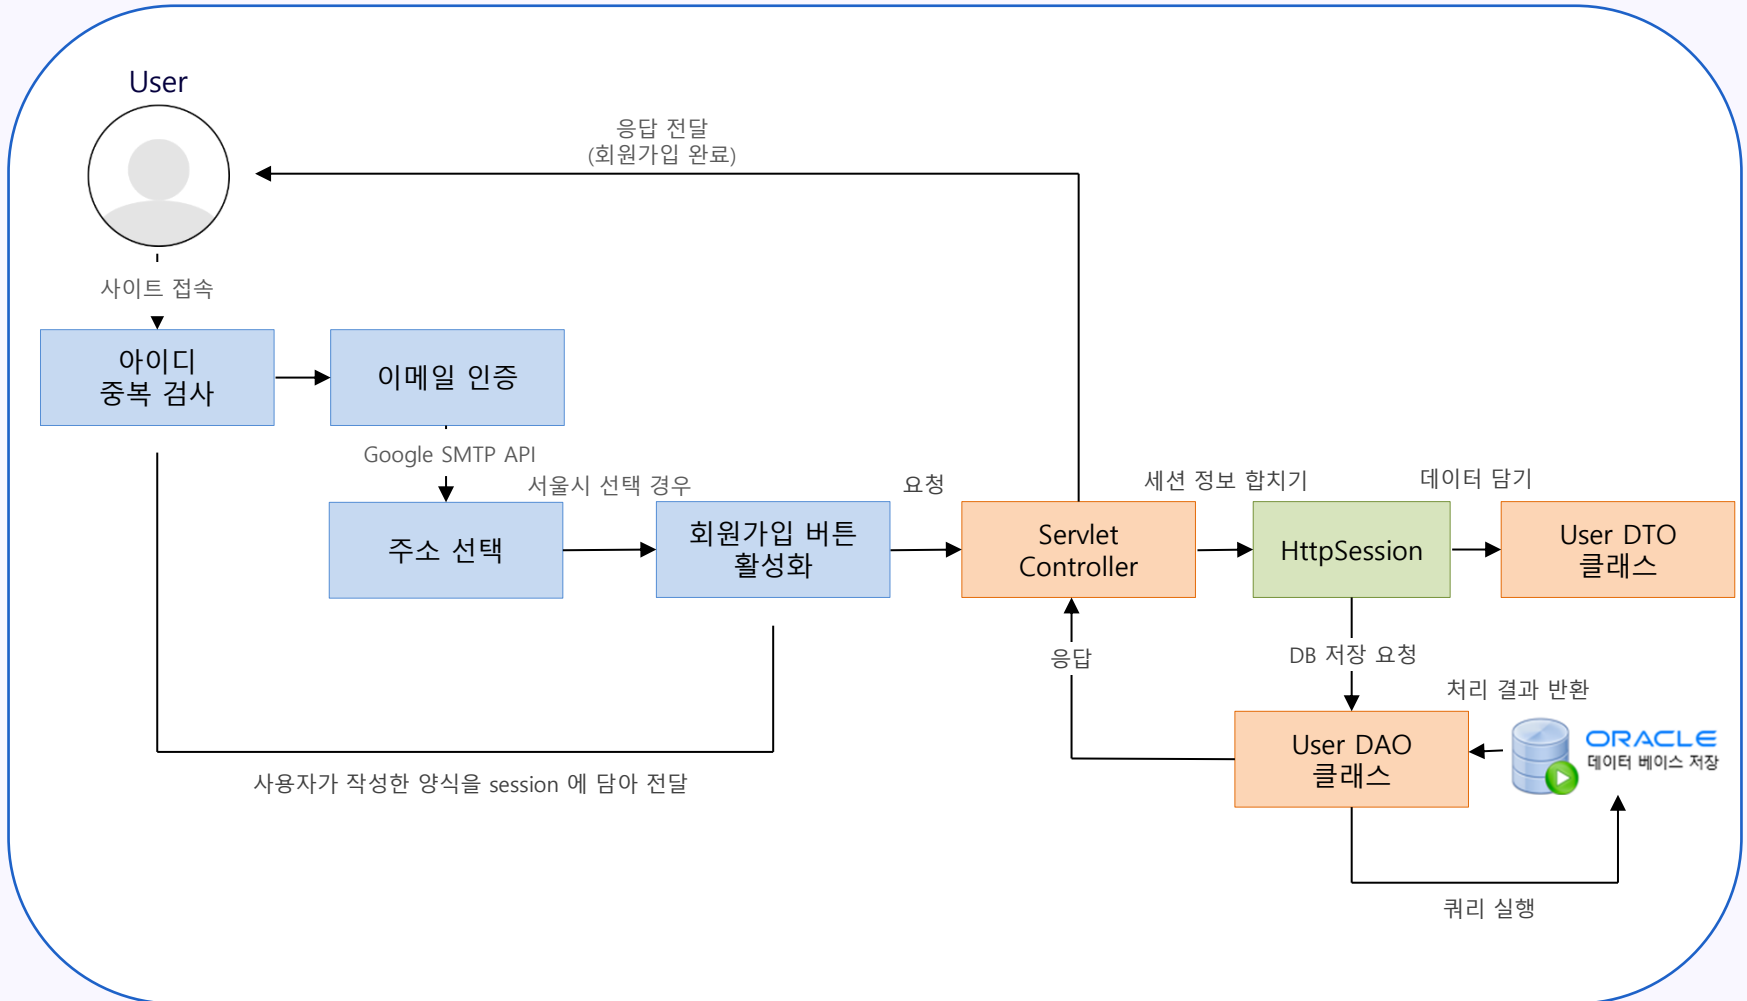 User
응답 전달
(회원가입 완료)
사이트 접속
아이디
중복 검사
이메일 인증
Google SMTP API
서울시 선택 경우
요청
세션 정보 합치기
데이터 담기
주소 선택
회원가입 버튼
활성화
Servlet
Controller
HttpSession
User DTO
클래스
응답
DB 저장 요청
처리 결과 반환
User DAO
클래스
ORACLE
데이터 베이스 저장
사용자가 작성한 양식을 session 에 담아 전달
쿼리 실행